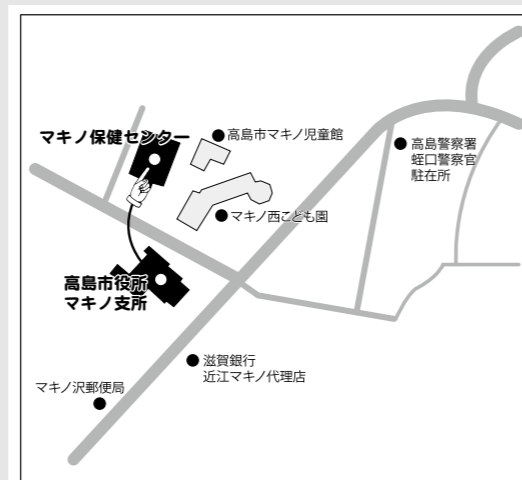 マキノ保健センター
高島市マキノ児童館
高島警察署
蛭口警察官
駐在所
マキノ西こども園
高島市役所
マキノ支所
滋賀銀行
近江マキノ代理店
マキノ沢郵便局